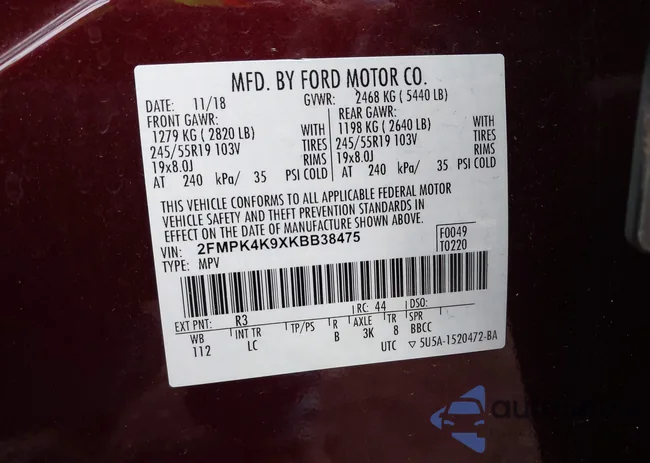 MFD. BY FORD MOTOR CO.
DATE: 11/18 GVWR: 2468 KG (5440 LB)
FRONT GAWR: REAR GAWR:
1279 KG (2820 LB) WITH 1198 KG (2640 LB) WITH
245/55R19 103V TIRES 245/55R19 103V TIRES
19x8.0J RIMS 19x8.0J RIMS
AT 240 kPa/ 35 PSI COLD AT 240 kPa/ 35 PSI COLD
THIS VEHICLE CONFORMS TO ALL APPLICABLE FEDERAL MOTOR
VEHICLE SAFETY AND THEFT PREVENTION STANDARDS IN
EFFECT ON THE DATE OF MANUFACTURE SHOWN ABOVE.
VIN: 2FMPK4K9XKBB38475 F0049
TYPE: MPV T0220
EXT PNT: R3 RC: 44 DSO:
WB INT TR TP/PS R AXLE TR SPR
112 LC B 3K 8 BBCC
UTC ▽ 5U5A-1520472-BA